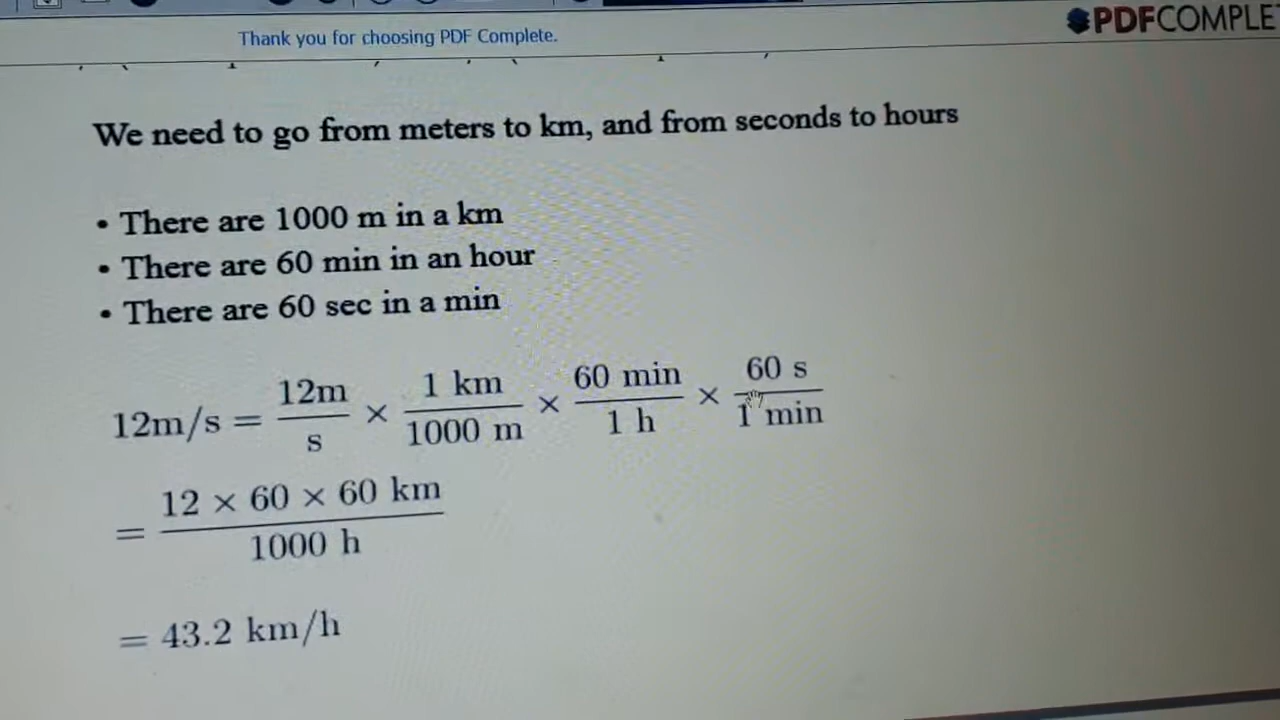 Thank you for choosing PDF Complete.
PDFCOMPLE
We need to go from meters to km, and from seconds to hours
• There are 1000 m in a km
• There are 60 min in an hour
• There are 60 sec in a min
12m/s = 12m/s × 1 km/1000 m × 60 min/1 h × 60 s/1 min
= 12 × 60 × 60 km/1000 h
= 43.2 km/h